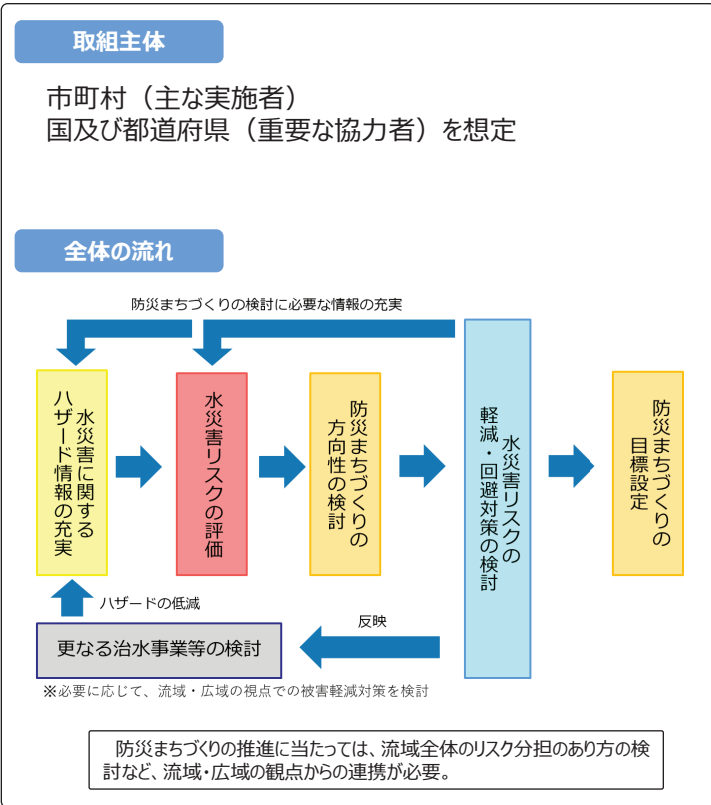 取組主体
市町村（主な実施者）
国及び都道府県（重要な協力者）を想定
全体の流れ
防災まちづくりの検討に必要な情報の充実
水災害に関する
ハザード情報の充実
水災害リスクの評価
防災まちづくりの
方向性の検討
水災害リスクの
軽減・回避対策の検討
防災まちづくりの
目標設定
ハザードの低減
反映
更なる治水事業等の検討
※必要に応じて、流域・広域の視点での被害軽減対策を検討
防災まちづくりの推進に当たっては、流域全体のリスク分担のあり方の検
討など、流域・広域の観点からの連携が必要。